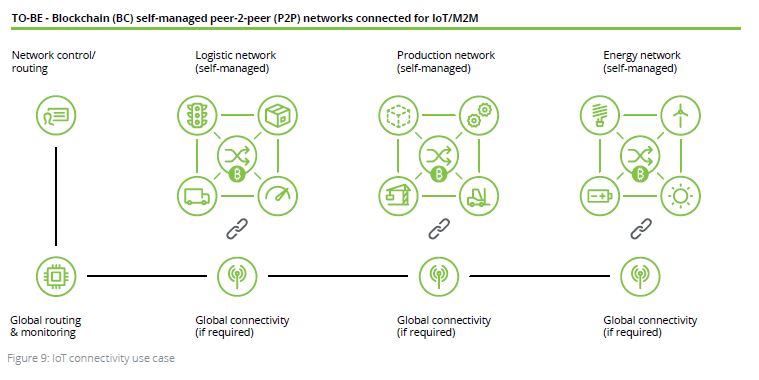 TO-BE - Blockchain (BC) self-managed peer-2-peer (P2P) networks connected for IoT/M2M
Network control/
routing
Logistic network
(self-managed)
Production network
(self-managed)
Energy network
(self-managed)
Global routing
& monitoring
Global connectivity
(if required)
Global connectivity
(if required)
Global connectivity
(if required)
Figure 9: IoT connectivity use case